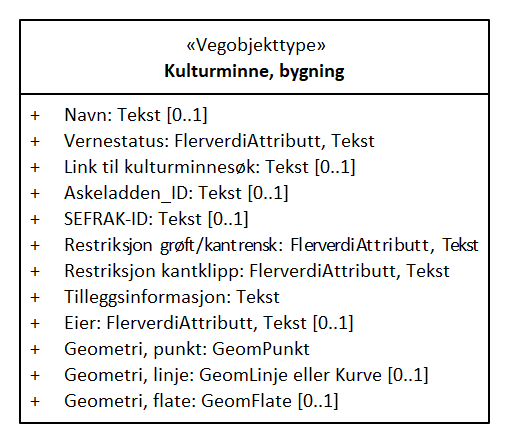 «Vegobjekttype»
Kulturminne, bygning
+ Navn: Tekst [0..1]
+ Vernestatus: FlerverdiAttributt, Tekst
+ Link til kulturminnesøk: Tekst [0..1]
+ Askeladden_ID: Tekst [0..1]
+ SEFRAK-ID: Tekst [0..1]
+ Restriksjon grøft/kantrensk: FlerverdiAttributt, Tekst
+ Restriksjon kantklipp: FlerverdiAttributt, Tekst
+ Tilleggsinformasjon: Tekst
+ Eier: FlerverdiAttributt, Tekst [0..1]
+ Geometri, punkt: GeomPunkt
+ Geometri, linje: GeomLinje eller Kurve [0..1]
+ Geometri, flate: GeomFlate [0..1]